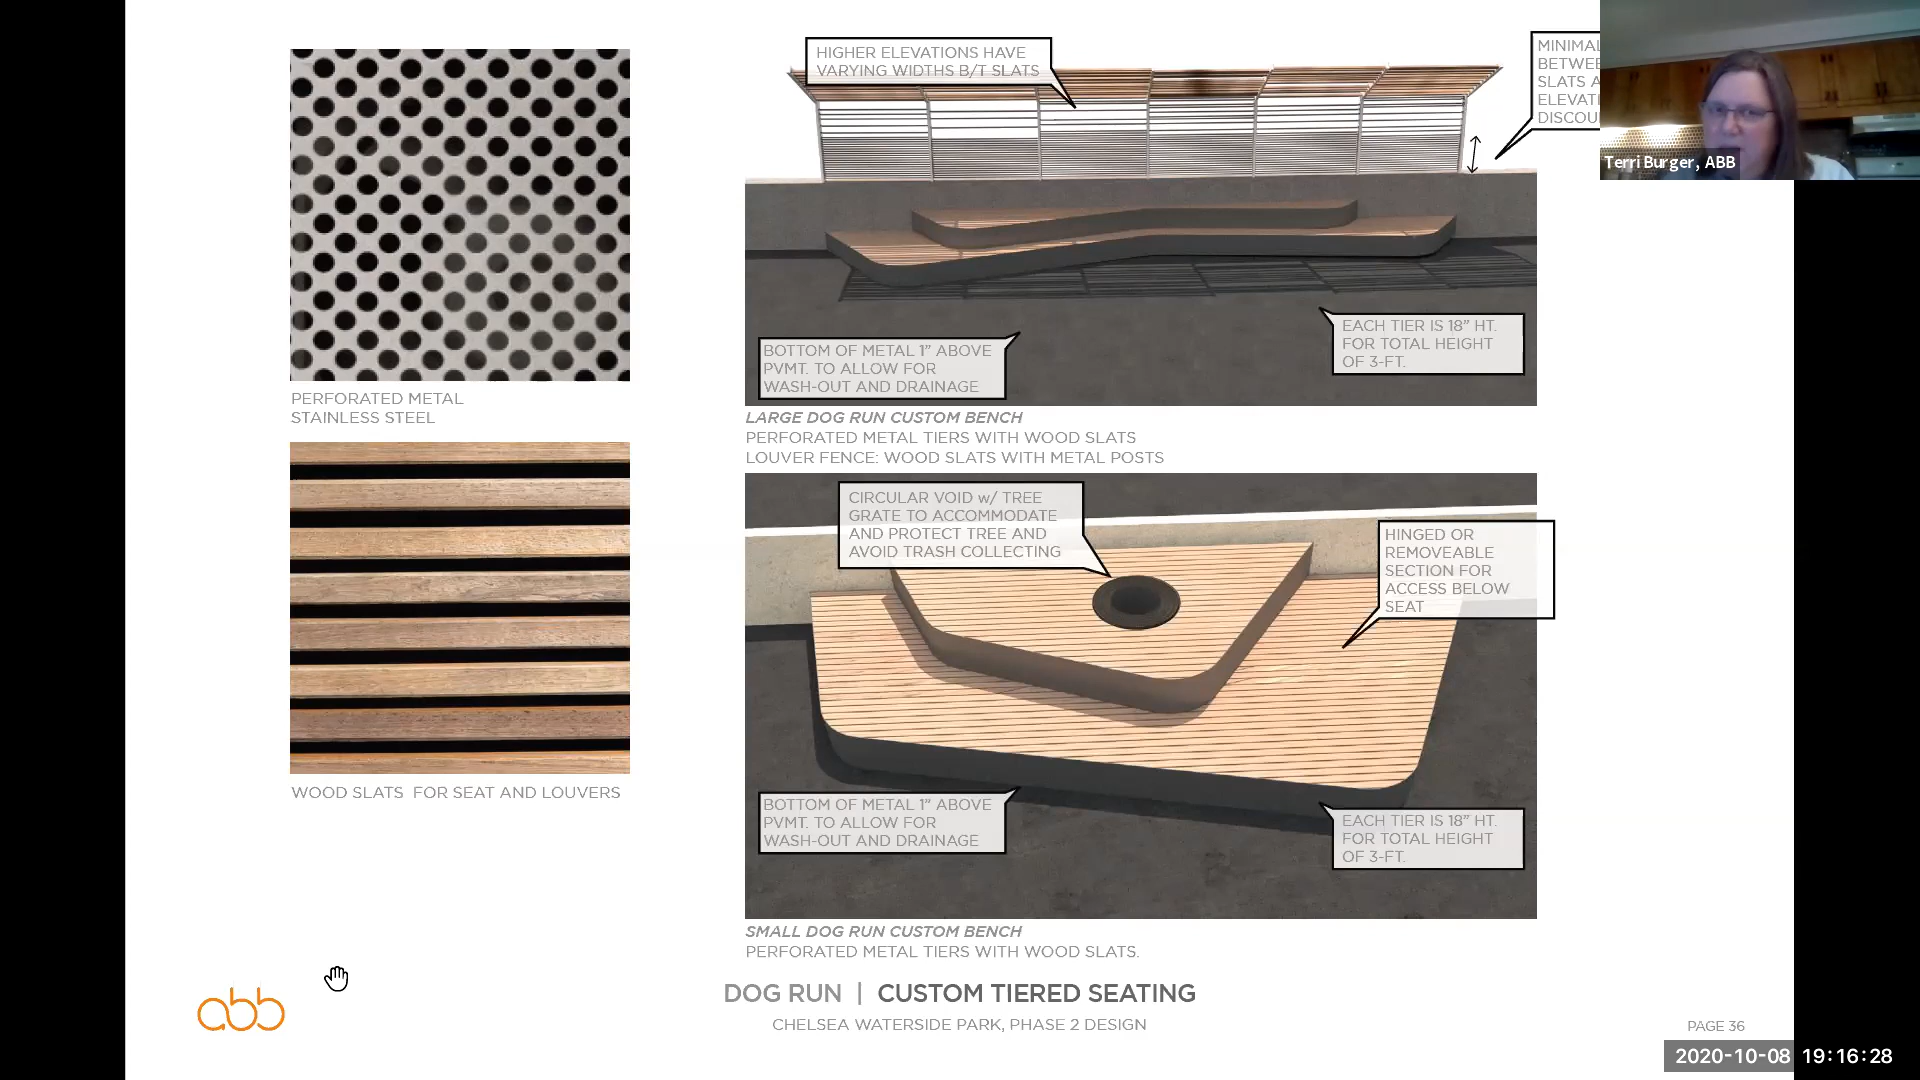 HIGHER ELEVATIONS HAVE
VARYING WIDTHS B/T SLATS
MINIMAL
SLATS
Terri Burger, ABB
BOTTOM OF METAL 1" ABOVE
PVMT. TO ALLOW FOR
WASH-OUT AND DRAINAGE
EACH TIER IS 18" HT.
FOR TOTAL HEIGHT
OF 3-FT.
PERFORATED METAL
STAINLESS STEEL
LARGE DOG RUN CUSTOM BENCH
PERFORATED METAL TIERS WITH WOOD SLATS
LOUVER FENCE: WOOD SLATS WITH METAL POSTS
CIRCULAR VOID w/ TREE
GRATE TO ACCOMMODATE
AND PROTECT TREE AND
AVOID TRASH COLLECTING
HINGED OR
REMOVEABLE
SECTION FOR
ACCESS BELOW
SEAT
WOOD SLATS FOR SEAT AND LOUVERS
BOTTOM OF METAL 1" ABOVE
PVMT. TO ALLOW FOR
WASH-OUT AND DRAINAGE
EACH TIER IS 18" HT.
FOR TOTAL HEIGHT
OF 3-FT.
SMALL DOG RUN CUSTOM BENCH
PERFORATED METAL TIERS WITH WOOD SLATS.
abb
DOG RUN | CUSTOM TIERED SEATING
CHELSEA WATERSIDE PARK, PHASE 2 DESIGN
PAGE 36
2020-10-08 19:16:28